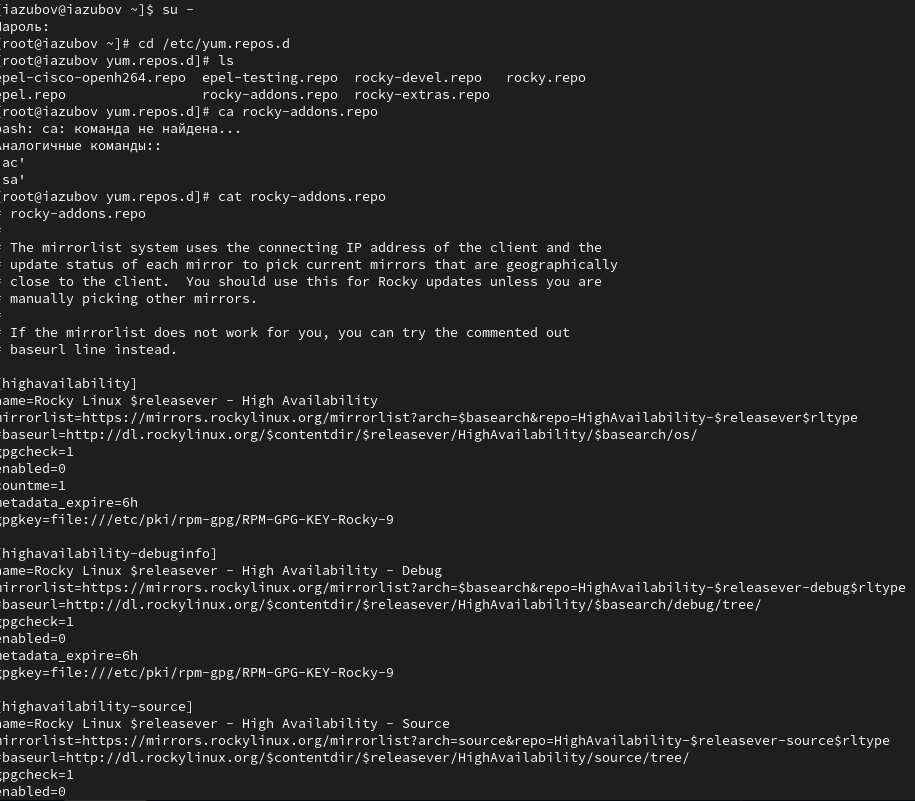 [iazubov@iazubov ~]$ su -
Пароль:
[root@iazubov ~]# cd /etc/yum.repos.d
[root@iazubov yum.repos.d]# ls
epel-cisco-openh264.repo  epel-testing.repo  rocky-devel.repo   rocky.repo
epel.repo                 rocky-addons.repo  rocky-extras.repo
[root@iazubov yum.repos.d]# ca rocky-addons.repo
bash: ca: команда не найдена...
Аналогичные команды::
'ac'
'sa'
[root@iazubov yum.repos.d]# cat rocky-addons.repo
# rocky-addons.repo
#
# The mirrorlist system uses the connecting IP address of the client and the
# update status of each mirror to pick current mirrors that are geographically
# close to the client.  You should use this for Rocky updates unless you are
# manually picking other mirrors.
#
# If the mirrorlist does not work for you, you can try the commented out
# baseurl line instead.

[highavailability]
name=Rocky Linux $releasever - High Availability
mirrorlist=https://mirrors.rockylinux.org/mirrorlist?arch=$basearch&repo=HighAvailability-$releasever$rltype
#baseurl=http://dl.rockylinux.org/$contentdir/$releasever/HighAvailability/$basearch/os/
gpgcheck=1
enabled=0
countme=1
metadata_expire=6h
gpgkey=file:///etc/pki/rpm-gpg/RPM-GPG-KEY-Rocky-9

[highavailability-debuginfo]
name=Rocky Linux $releasever - High Availability - Debug
mirrorlist=https://mirrors.rockylinux.org/mirrorlist?arch=$basearch&repo=HighAvailability-$releasever-debug$rltype
#baseurl=http://dl.rockylinux.org/$contentdir/$releasever/HighAvailability/$basearch/debug/tree/
gpgcheck=1
enabled=0
metadata_expire=6h
gpgkey=file:///etc/pki/rpm-gpg/RPM-GPG-KEY-Rocky-9

[highavailability-source]
name=Rocky Linux $releasever - High Availability - Source
mirrorlist=https://mirrors.rockylinux.org/mirrorlist?arch=source&repo=HighAvailability-$releasever-source$rltype
#baseurl=http://dl.rockylinux.org/$contentdir/$releasever/HighAvailability/source/tree/
gpgcheck=1
enabled=0